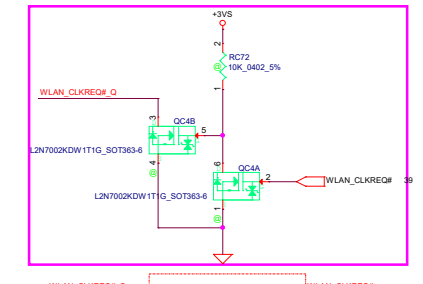 +3VS
2
RC72
@ 10K_0402_5%
1
WLAN_CLKREQ#_Q
3
QC4B
5
L2N7002KDW1T1G_SOT363-6
4
@
6
QC4A
2
WLAN_CLKREQ# 39
L2N7002KDW1T1G_SOT363-6
1
@